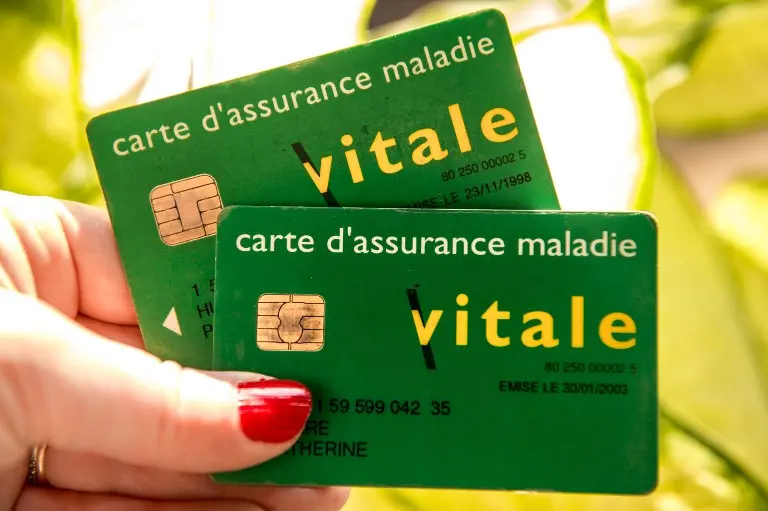 carte d'assurance maladie
vitale
80 250 00002 5
EMISE LE 23/11/1998
1 5
P
carte d'assurance maladie
vitale
80 250 00002 5
EMISE LE 30/01/2003
1 59 599 042 35
RE
THERINE